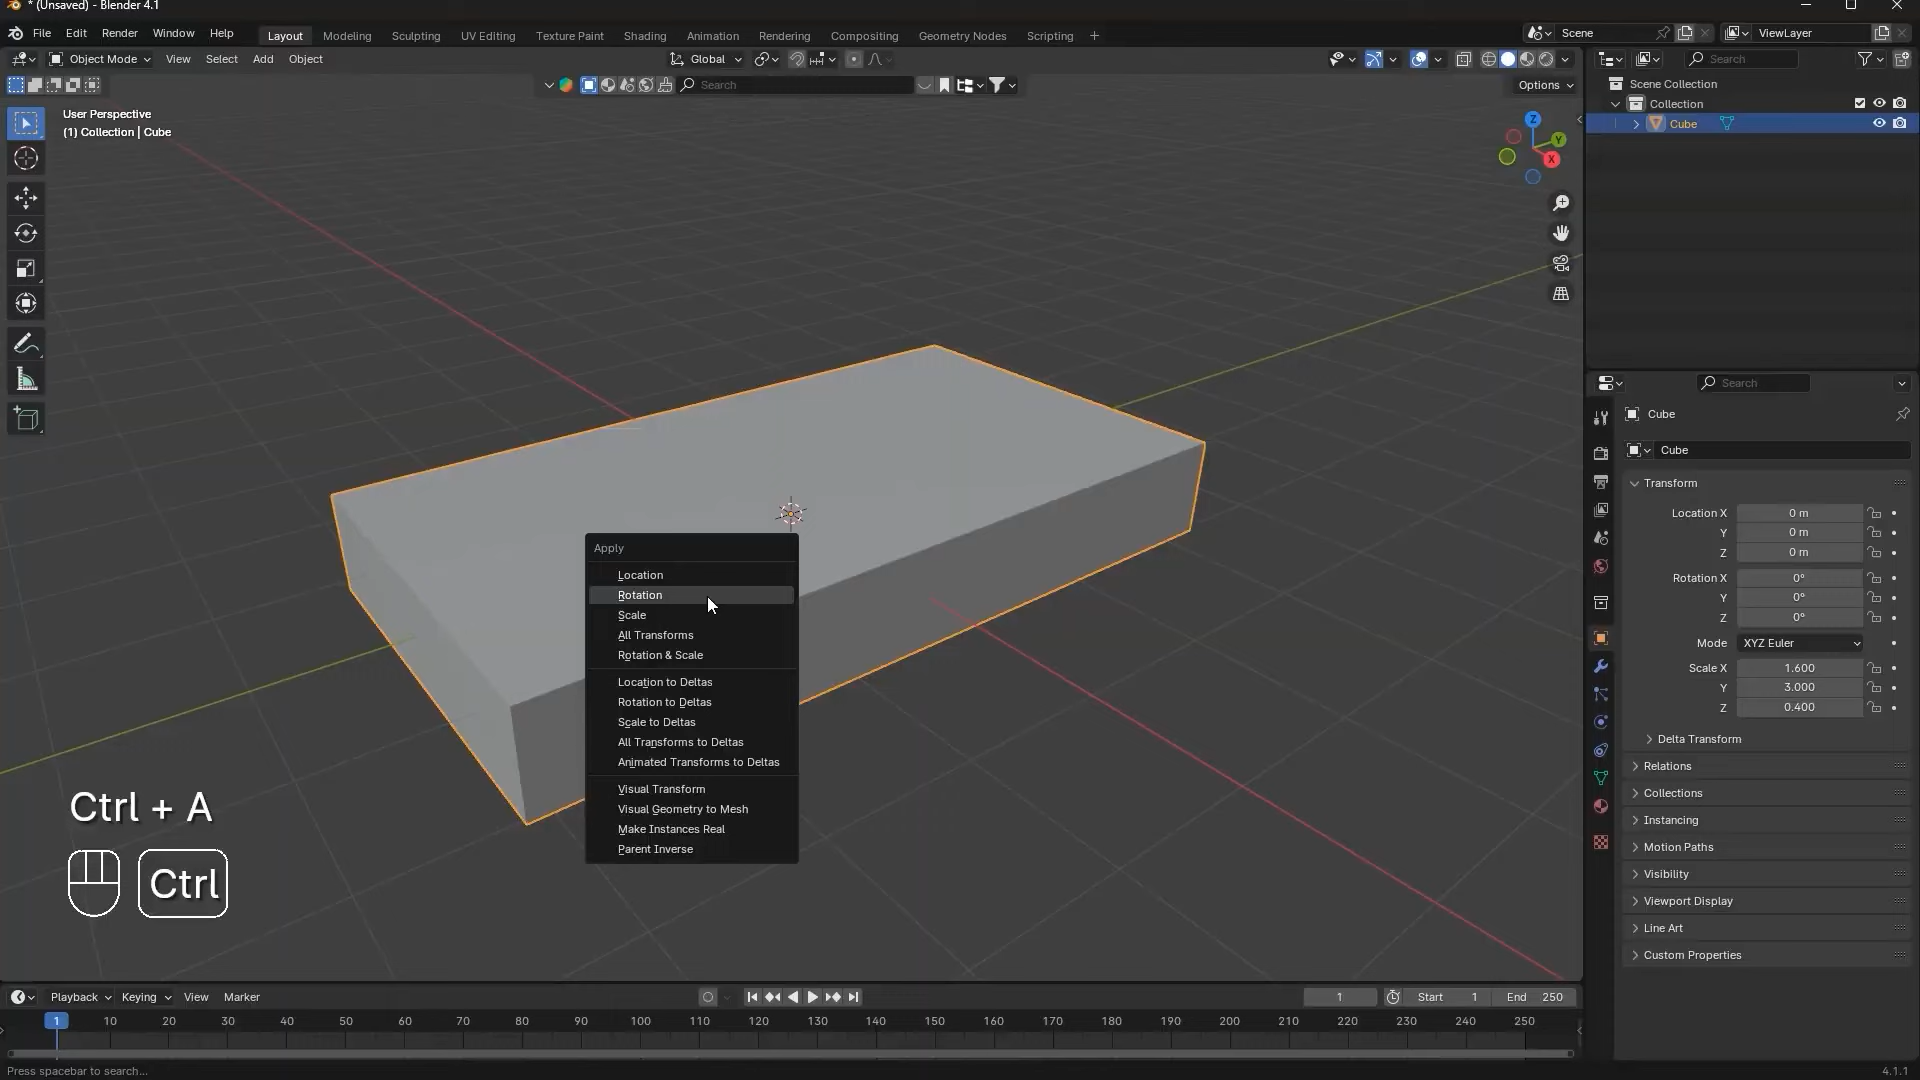 * (Unsaved) - Blender 4.1
File Edit Render Window Help
Layout Modeling Sculpting UV Editing Texture Paint Shading Animation Rendering Compositing Geometry Nodes Scripting +
Scene
ViewLayer
Object Mode View Select Add Object
Global
Search
Search
Options
User Perspective
(1) Collection | Cube
Z
Y
X
Scene Collection
Collection
Cube
Search
Cube
Cube
Transform
Location X 0 m
Y 0 m
Z 0 m
Rotation X 0°
Y 0°
Z 0°
Mode XYZ Euler
Scale X 1.600
Y 3.000
Z 0.400
Delta Transform
Relations
Collections
Instancing
Motion Paths
Visibility
Viewport Display
Line Art
Custom Properties
Apply
Location
Rotation
Scale
All Transforms
Rotation & Scale
Location to Deltas
Rotation to Deltas
Scale to Deltas
All Transforms to Deltas
Animated Transforms to Deltas
Visual Transform
Visual Geometry to Mesh
Make Instances Real
Parent Inverse
Ctrl + A
Ctrl
Playback Keying View Marker
1 Start 1 End 250
1 10 20 30 40 50 60 70 80 90 100 110 120 130 140 150 160 170 180 190 200 210 220 230 240 250
Press spacebar to search...
4.1.1